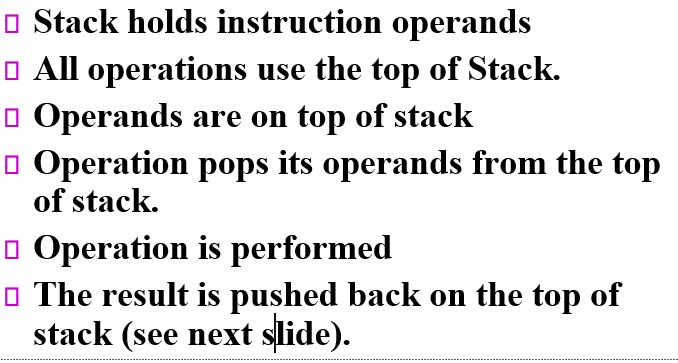 Stack holds instruction operands
All operations use the top of Stack.
Operands are on top of stack
Operation pops its operands from the top
of stack.
Operation is performed
The result is pushed back on the top of
stack (see next slide).